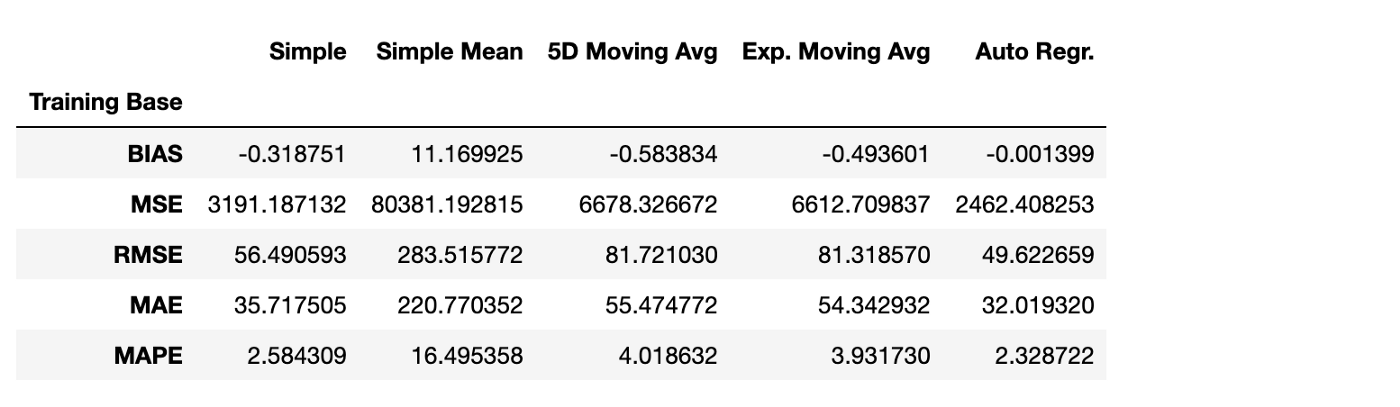 Simple Simple Mean 5D Moving Avg Exp. Moving Avg Auto Regr.
Training Base
BIAS -0.318751 11.169925 -0.583834 -0.493601 -0.001399
MSE 3191.187132 80381.192815 6678.326672 6612.709837 2462.408253
RMSE 56.490593 283.515772 81.721030 81.318570 49.622659
MAE 35.717505 220.770352 55.474772 54.342932 32.019320
MAPE 2.584309 16.495358 4.018632 3.931730 2.328722